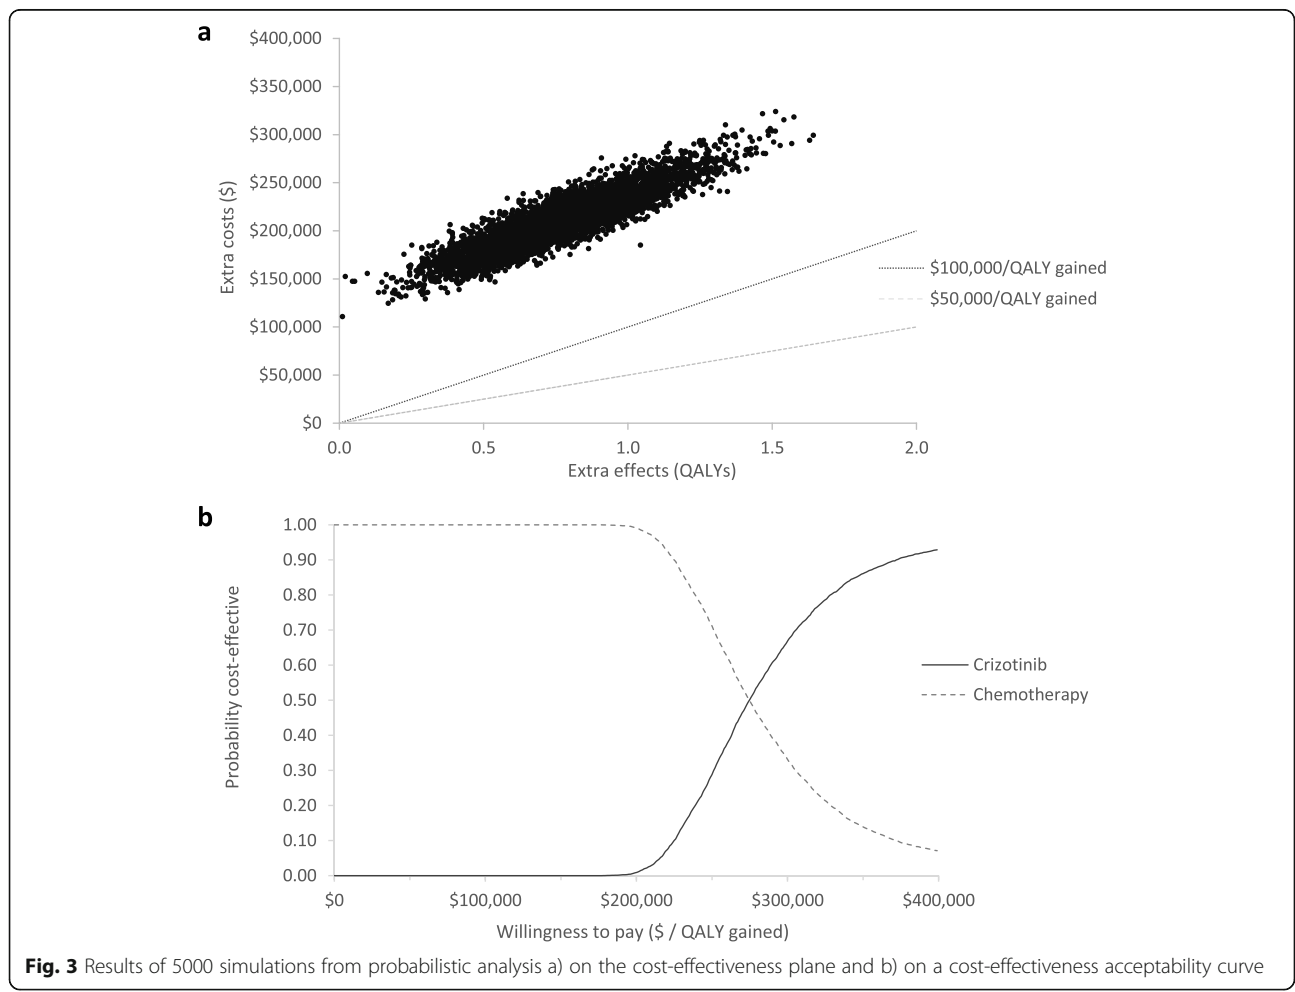 a
$400,000
$350,000
$300,000
$250,000
$200,000
$150,000
$100,000
$50,000
$0
Extra costs ($)
0.0 0.5 1.0 1.5 2.0
Extra effects (QALYs)
$100,000/QALY gained
$50,000/QALY gained
b
1.00
0.90
0.80
0.70
0.60
0.50
0.40
0.30
0.20
0.10
0.00
Probability cost-effective
$0 $100,000 $200,000 $300,000 $400,000
Willingness to pay ($ / QALY gained)
Crizotinib
Chemotherapy
Fig. 3 Results of 5000 simulations from probabilistic analysis a) on the cost-effectiveness plane and b) on a cost-effectiveness acceptability curve